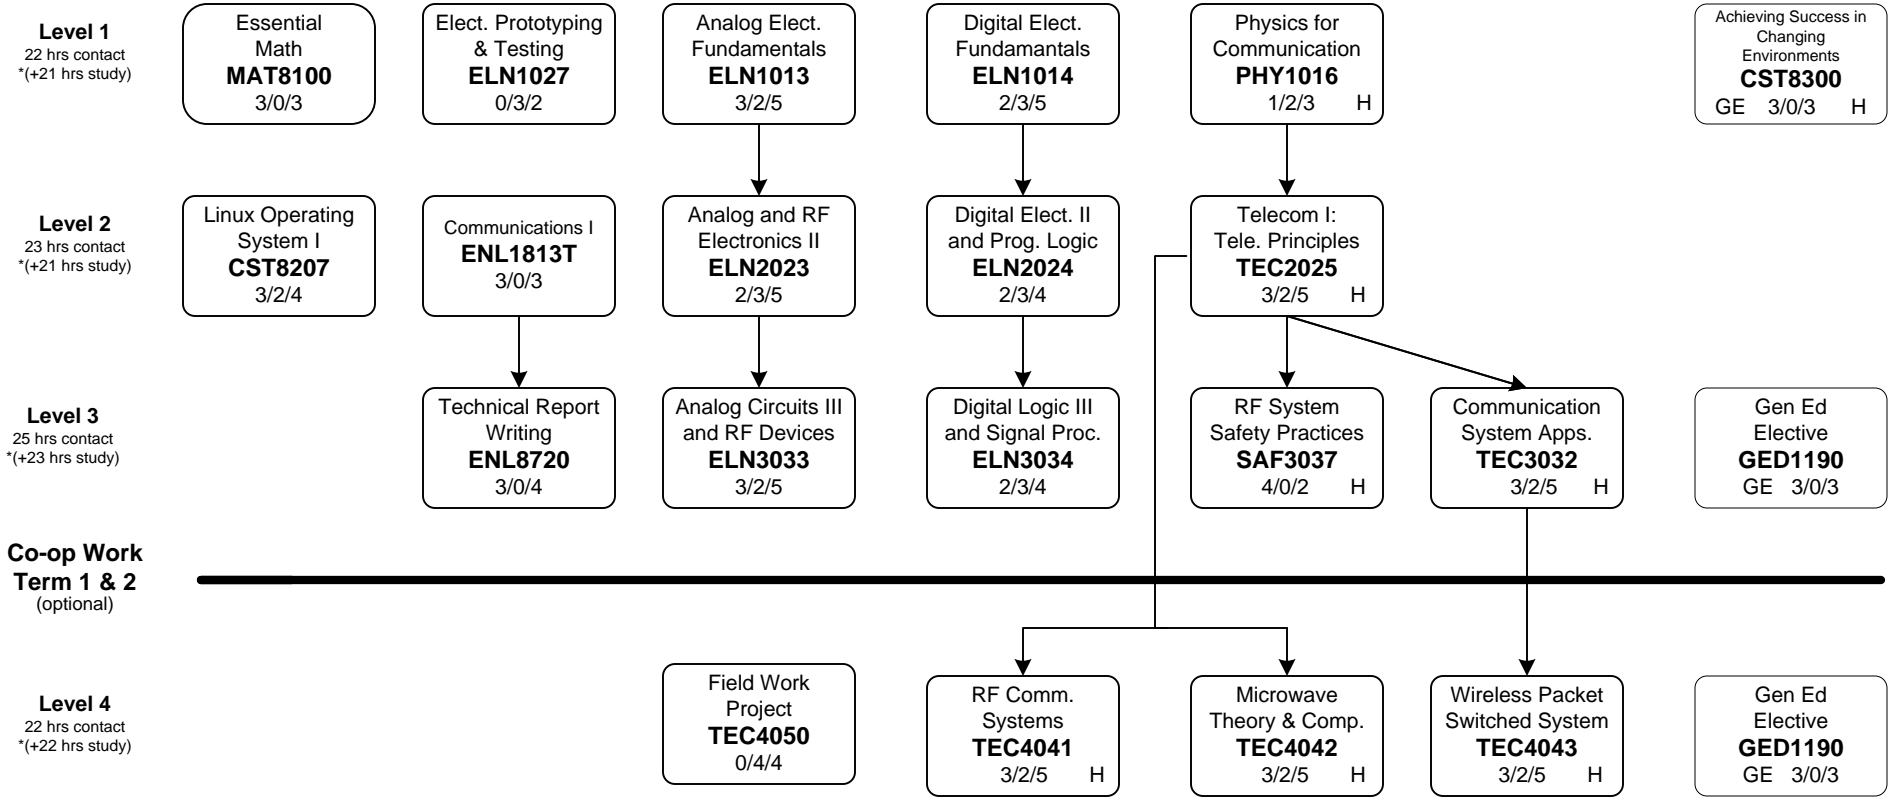 Level 1
22 hrs contact
*(+21 hrs study)
Essential
Math
MAT8100
3/0/3
Elect. Prototyping
& Testing
ELN1027
0/3/2
Analog Elect.
Fundamentals
ELN1013
3/2/5
Digital Elect.
Fundamantals
ELN1014
2/3/5
Physics for
Communication
PHY1016
1/2/3 H
Achieving Success in
Changing
Environments
CST8300
GE 3/0/3 H
Level 2
23 hrs contact
*(+21 hrs study)
Linux Operating
System I
CST8207
3/2/4
Communications I
ENL1813T
3/0/3
Analog and RF
Electronics II
ELN2023
2/3/5
Digital Elect. II
and Prog. Logic
ELN2024
2/3/4
Telecom I:
Tele. Principles
TEC2025
3/2/5 H
Level 3
25 hrs contact
*(+23 hrs study)
Technical Report
Writing
ENL8720
3/0/4
Analog Circuits III
and RF Devices
ELN3033
3/2/5
Digital Logic III
and Signal Proc.
ELN3034
2/3/4
RF System
Safety Practices
SAF3037
4/0/2 H
Communication
System Apps.
TEC3032
3/2/5 H
Gen Ed
Elective
GED1190
GE 3/0/3
Co-op Work
Term 1 & 2
(optional)
Level 4
22 hrs contact
*(+22 hrs study)
Field Work
Project
TEC4050
0/4/4
RF Comm.
Systems
TEC4041
3/2/5 H
Microwave
Theory & Comp.
TEC4042
3/2/5 H
Wireless Packet
Switched System
TEC4043
3/2/5 H
Gen Ed
Elective
GED1190
GE 3/0/3